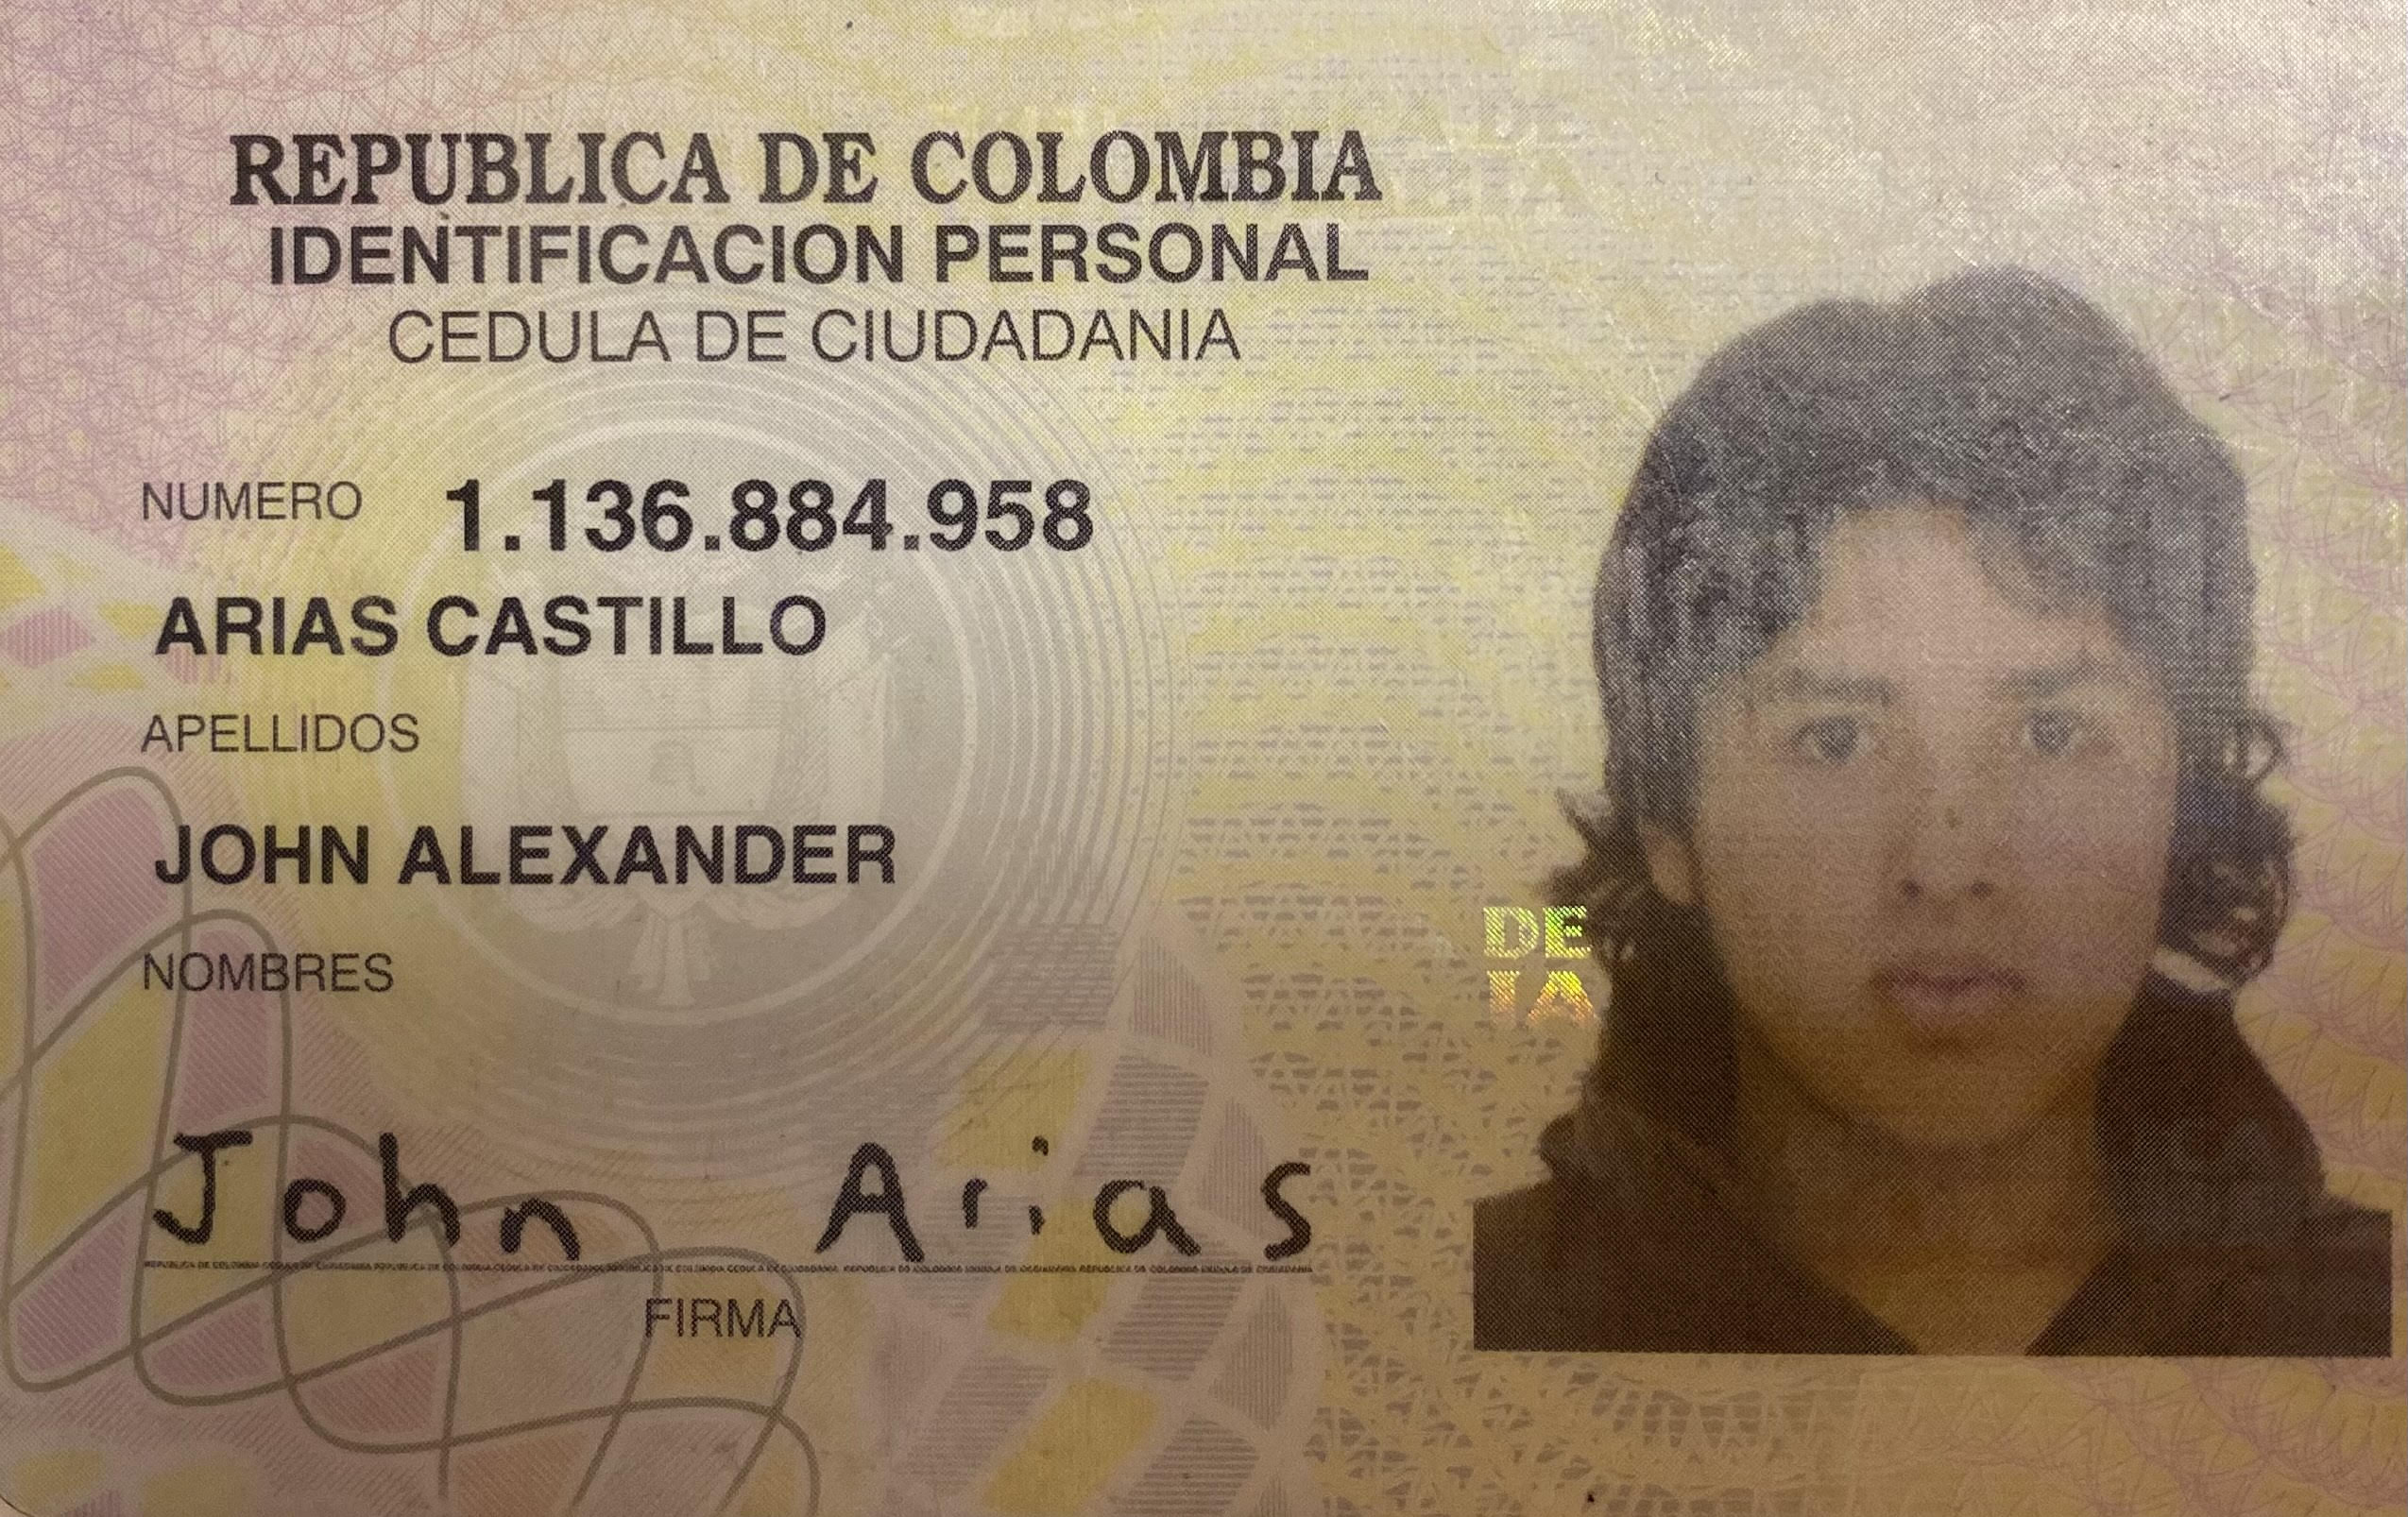 REPUBLICA DE COLOMBIA
IDENTIFICACION PERSONAL
CEDULA DE CIUDADANIA
NUMERO 1.136.884.958
ARIAS CASTILLO
APELLIDOS
JOHN ALEXANDER
NOMBRES
DE
IA
John Arias
FIRMA